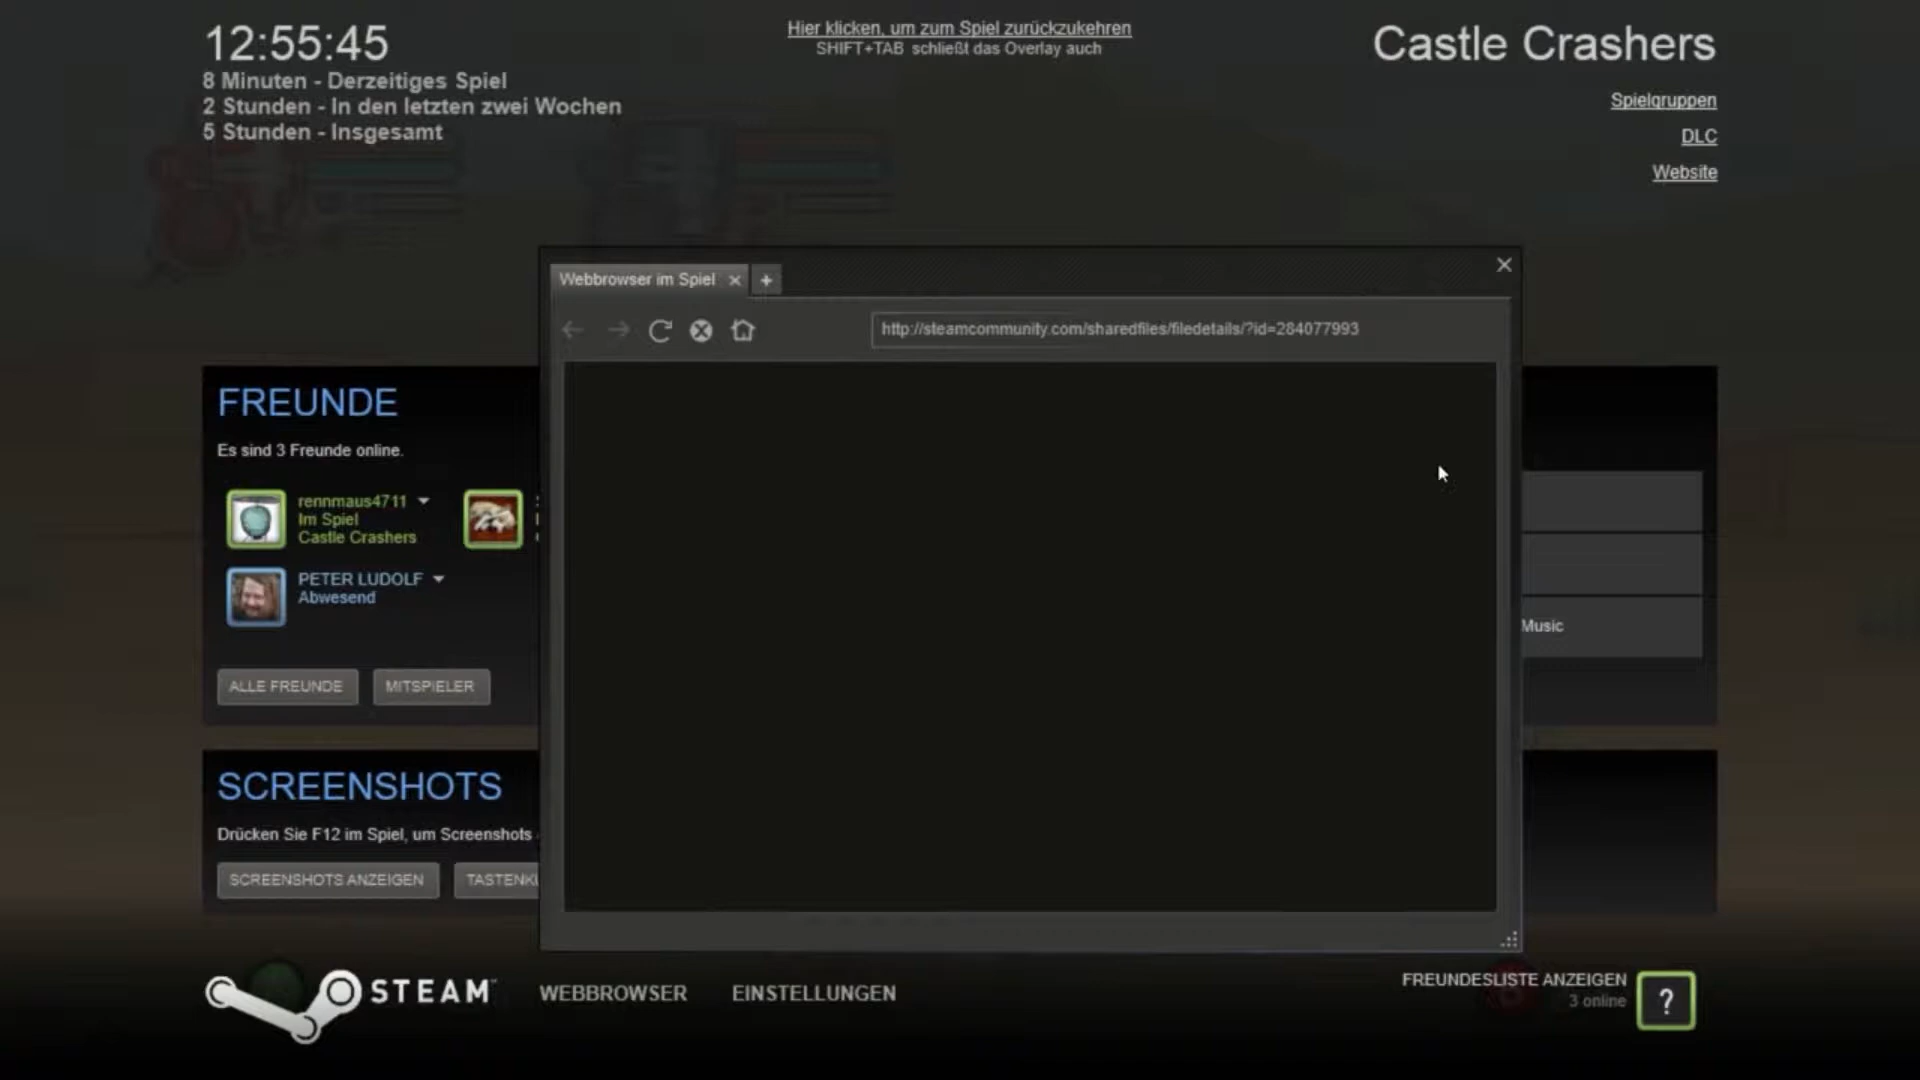 12:55:45
8 Minuten - Derzeitiges Spiel
2 Stunden - In den letzten zwei Wochen
5 Stunden - Insgesamt
Hier klicken, um zum Spiel zurückzukehren
SHIFT+TAB schließt das Overlay auch
Castle Crashers
Spielgruppen
DLC
Website
Webbrowser im Spiel
http://steamcommunity.com/sharedfiles/filedetails/?id=284077993
FREUNDE
Es sind 3 Freunde online.
rennmaus4711
Im Spiel
Castle Crashers
PETER LUDOLF
Abwesend
ALLE FREUNDE
MITSPIELER
Music
SCREENSHOTS
Drücken Sie F12 im Spiel, um Screenshots
SCREENSHOTS ANZEIGEN
STEAM™
WEBBROWSER
EINSTELLUNGEN
FREUNDESLISTE ANZEIGEN
3 online
?